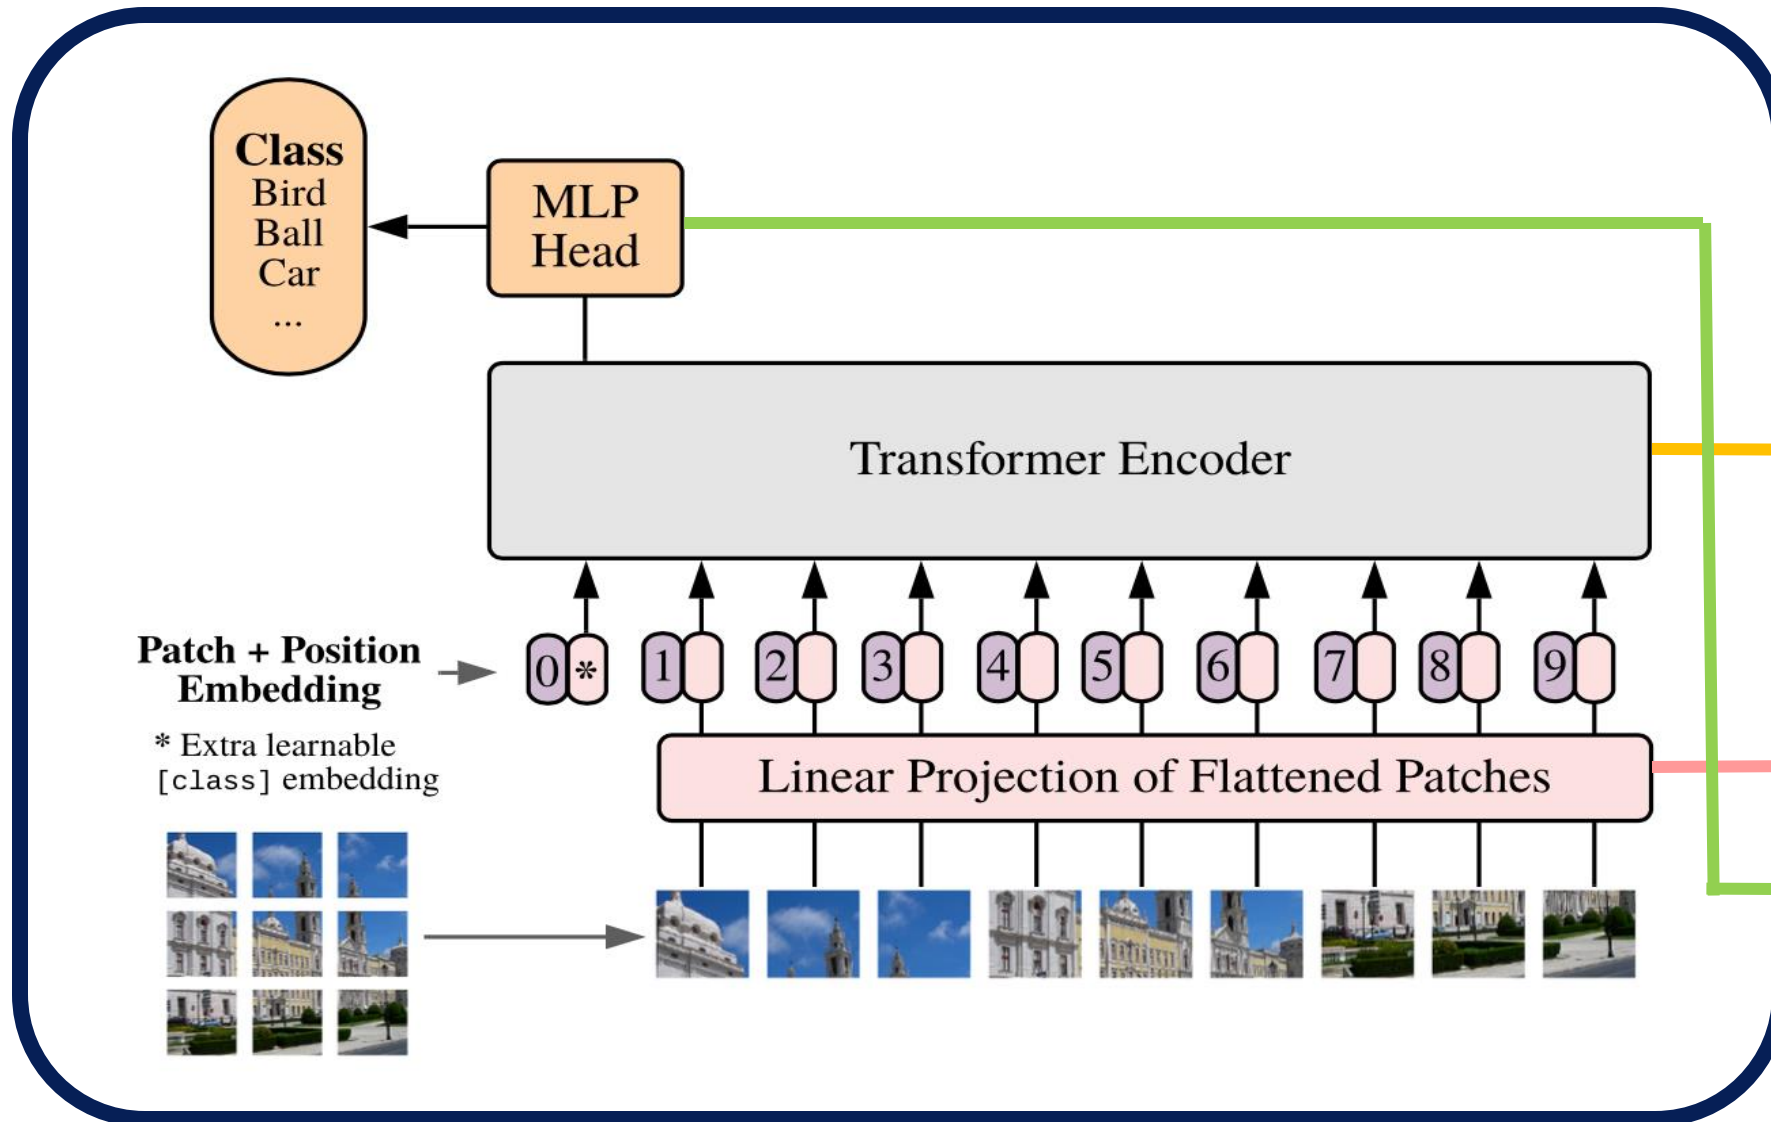 Class
Bird
Ball
Car
...
MLP
Head
Transformer Encoder
Patch + Position
Embedding
0 * 1 2 3 4 5 6 7 8 9
* Extra learnable
[class] embedding
Linear Projection of Flattened Patches